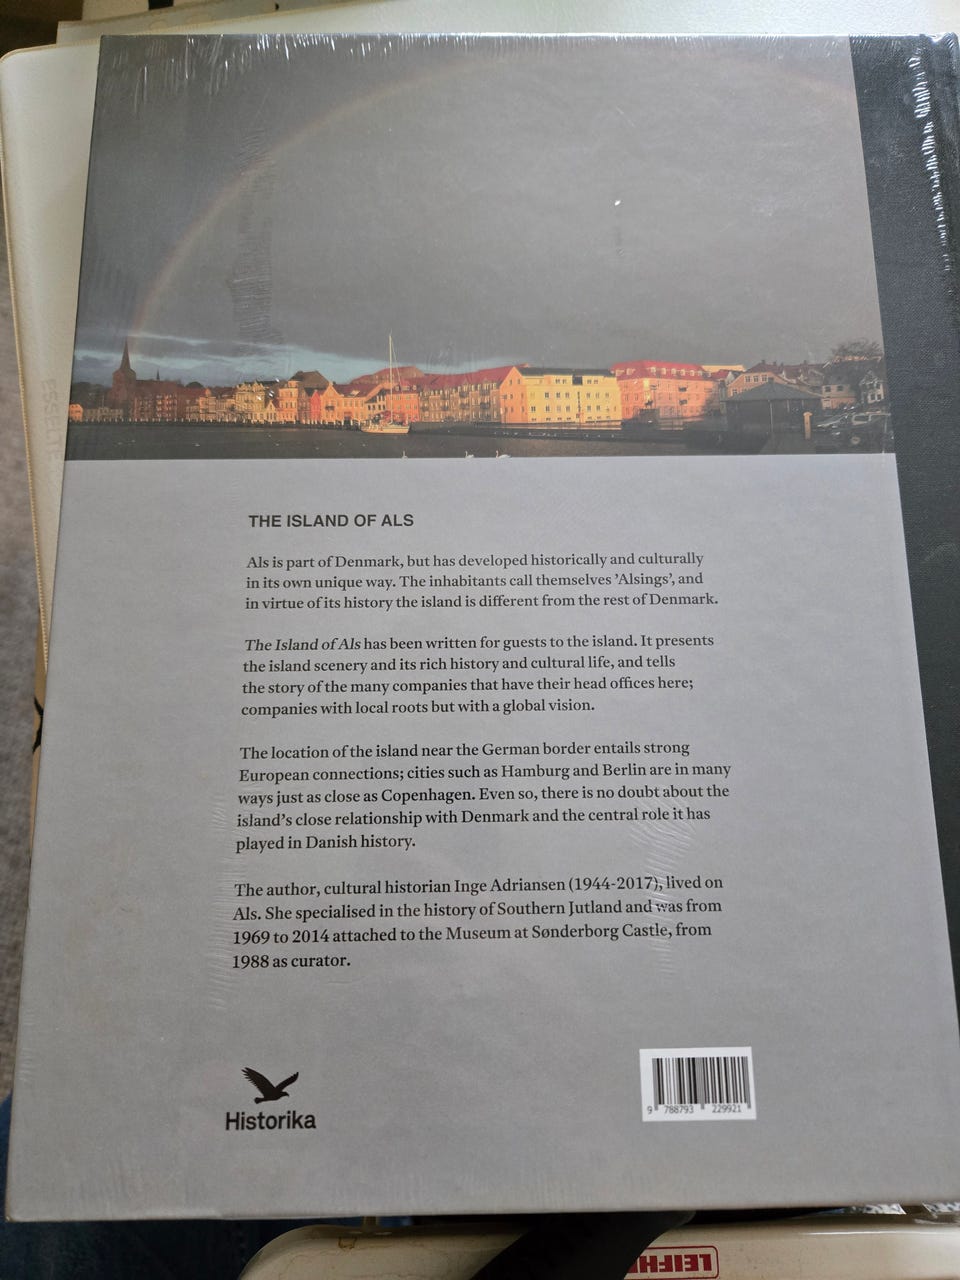 THE ISLAND OF ALS
Als is part of Denmark, but has developed historically and culturally
in its own unique way. The inhabitants call themselves ’Alsings’, and
in virtue of its history the island is different from the rest of Denmark.
The Island of Als has been written for guests to the island. It presents
the island scenery and its rich history and cultural life, and tells
the story of the many companies that have their head offices here;
companies with local roots but with a global vision.
The location of the island near the German border entails strong
European connections; cities such as Hamburg and Berlin are in many
ways just as close as Copenhagen. Even so, there is no doubt about the
island’s close relationship with Denmark and the central role it has
played in Danish history.
The author, cultural historian Inge Adriansen (1944-2017), lived on
Als. She specialised in the history of Southern Jutland and was from
1969 to 2014 attached to the Museum at Sønderborg Castle, from
1988 as curator.
Historika
9 788793 229921
ESELTE